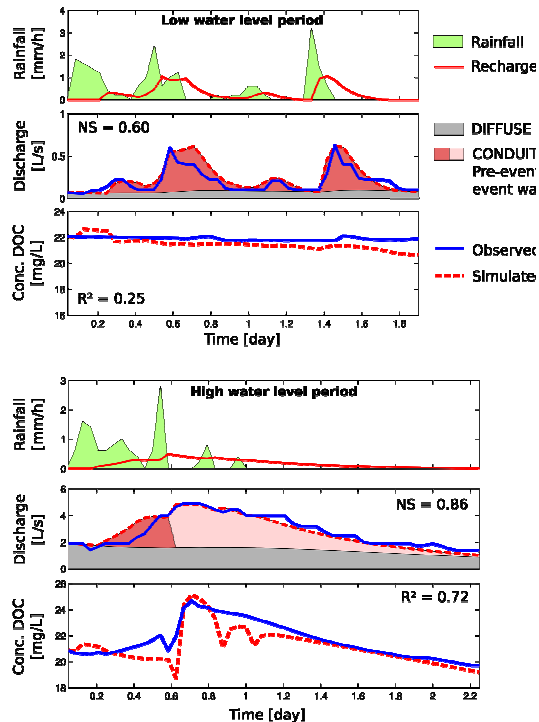 Low water level period
Rainfall
[mm/h]
4
3
2
1
0
Rainfall
Recharge
Discharge
[L/s]
1
0.5
0
NS = 0.60
DIFFUSE
CONDUIT
Pre-event
event wa
Conc. DOC
[mg/L]
24
22
20
18
16
R² = 0.25
Observed
Simulated
0.2 0.4 0.6 0.8 1 1.2 1.4 1.6 1.8
Time [day]
High water level period
Rainfall
[mm/h]
3
2
1
0
Discharge
[L/s]
6
4
2
0
NS = 0.86
Conc. DOC
[mg/L]
26
24
22
20
18
R² = 0.72
0.2 0.4 0.6 0.8 1 1.2 1.4 1.6 1.8 2 2.2
Time [day]